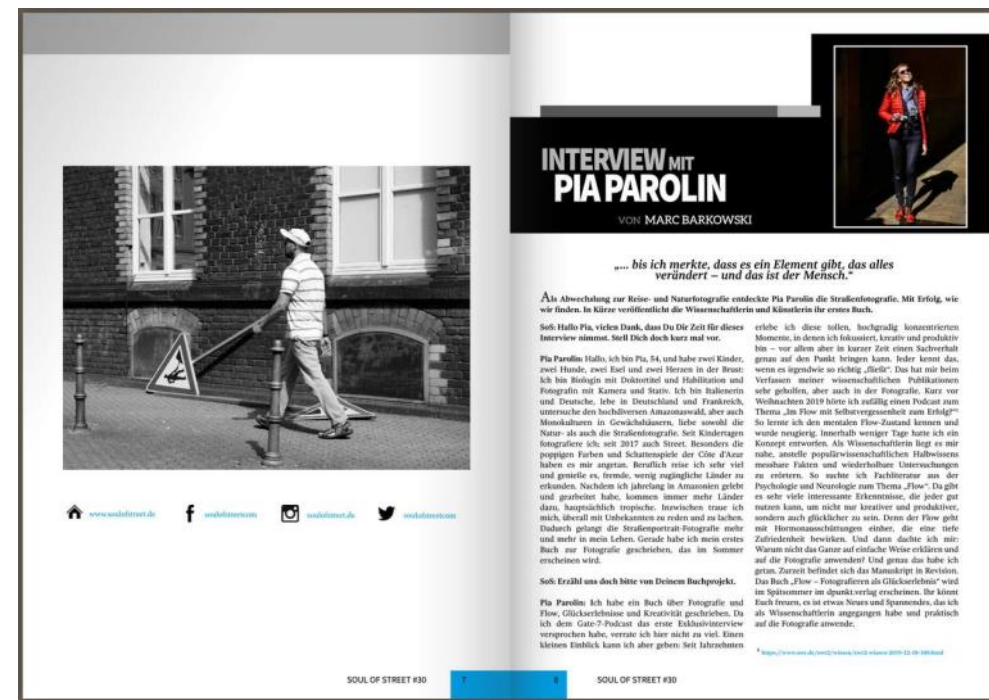 www.soulofstreet.de
soulofstreetcom
soulofstreet.de
soulofstreetcom
SOUL OF STREET #30
7
INTERVIEW MIT
PIA PAROLIN
VON MARC BARKOWSKI
„... bis ich merkte, dass es ein Element gibt, das alles
verändert – und das ist der Mensch.“
Als Abwechslung zur Reise- und Naturfotografie entdeckte Pia Parolin die Straßenfotografie. Mit Erfolg, wie
wir finden. In Kürze veröffentlicht die Wissenschaftlerin und Künstlerin ihr erstes Buch.
SoS: Hallo Pia, vielen Dank, dass Du Dir Zeit für dieses
Interview nimmst. Stell Dich doch kurz mal vor.
Pia Parolin: Hallo, ich bin Pia, 54, und habe zwei Kinder,
zwei Hunde, zwei Esel und zwei Herzen in der Brust:
Ich bin Biologin mit Doktortitel und Habilitation und
Fotografin mit Kamera und Stativ. Ich bin Italienerin
und Deutsche, lebe in Deutschland und Frankreich,
untersuche den hochdiversen Amazonaswald, aber auch
Monokulturen in Gewächshäusern, liebe sowohl die
Natur- als auch die Straßenfotografie. Seit Kindertagen
fotografiere ich; seit 2017 auch Street. Besonders die
poppigen Farben und Schattenspiele der Côte d'Azur
haben es mir angetan. Beruflich reise ich sehr viel
und genieße es, fremde, wenig zugängliche Länder zu
erkunden. Nachdem ich jahrelang in Amazonien gelebt
und gearbeitet habe, kommen immer mehr Länder
dazu, hauptsächlich tropische. Inzwischen traue ich
mich, überall mit Unbekannten zu reden und zu lachen.
Dadurch gelangt die Straßenportrait-Fotografie mehr
und mehr in mein Leben. Gerade habe ich mein erstes
Buch zur Fotografie geschrieben, das im Sommer
erscheinen wird.
SoS: Erzähl uns doch bitte von Deinem Buchprojekt.
Pia Parolin: Ich habe ein Buch über Fotografie und
Flow, Glückserlebnisse und Kreativität geschrieben. Da
ich dem Gate-7-Podcast das erste Exklusivinterview
versprochen habe, verrate ich hier nicht zu viel. Einen
kleinen Einblick kann ich aber geben: Seit Jahrzehnten
erlebe ich diese tollen, hochgradig konzentrierten
Momente, in denen ich fokussiert, kreativ und produktiv
bin – vor allem aber in kurzer Zeit einen Sachverhalt
genau auf den Punkt bringen kann. Jeder kennt das,
wenn es irgendwie so richtig „fließt“. Das hat mir beim
Verfassen meiner wissenschaftlichen Publikationen
sehr geholfen, aber auch in der Fotografie. Kurz vor
Weihnachten 2019 hörte ich zufällig einen Podcast zum
Thema „Im Flow mit Selbstvergessenheit zum Erfolg?“¹
So lernte ich den mentalen Flow-Zustand kennen und
wurde neugierig. Innerhalb weniger Tage hatte ich ein
Konzept entworfen. Als Wissenschaftlerin liegt es mir
nahe, anstelle populärwissenschaftlichen Halbwissens
messbare Fakten und wiederholbare Untersuchungen
zu erörtern. So suchte ich Fachliteratur aus der
Psychologie und Neurologie zum Thema „Flow“. Da gibt
es sehr viele interessante Erkenntnisse, die jeder gut
nutzen kann, um nicht nur kreativer und produktiver,
sondern auch glücklicher zu sein. Denn der Flow geht
mit Hormonausschüttungen einher, die eine tiefe
Zufriedenheit bewirken. Und dann dachte ich mir:
Warum nicht das Ganze auf einfache Weise erklären und
auf die Fotografie anwenden? Und genau das habe ich
getan. Zurzeit befindet sich das Manuskript in Revision.
Das Buch „Flow – Fotografieren als Glückserlebnis“ wird
im Spätsommer im dpunkt.verlag erscheinen. Ihr könnt
Euch freuen, es ist etwas Neues und Spannendes, das ich
als Wissenschaftlerin angegangen habe und praktisch
auf die Fotografie anwende.
8
SOUL OF STREET #30